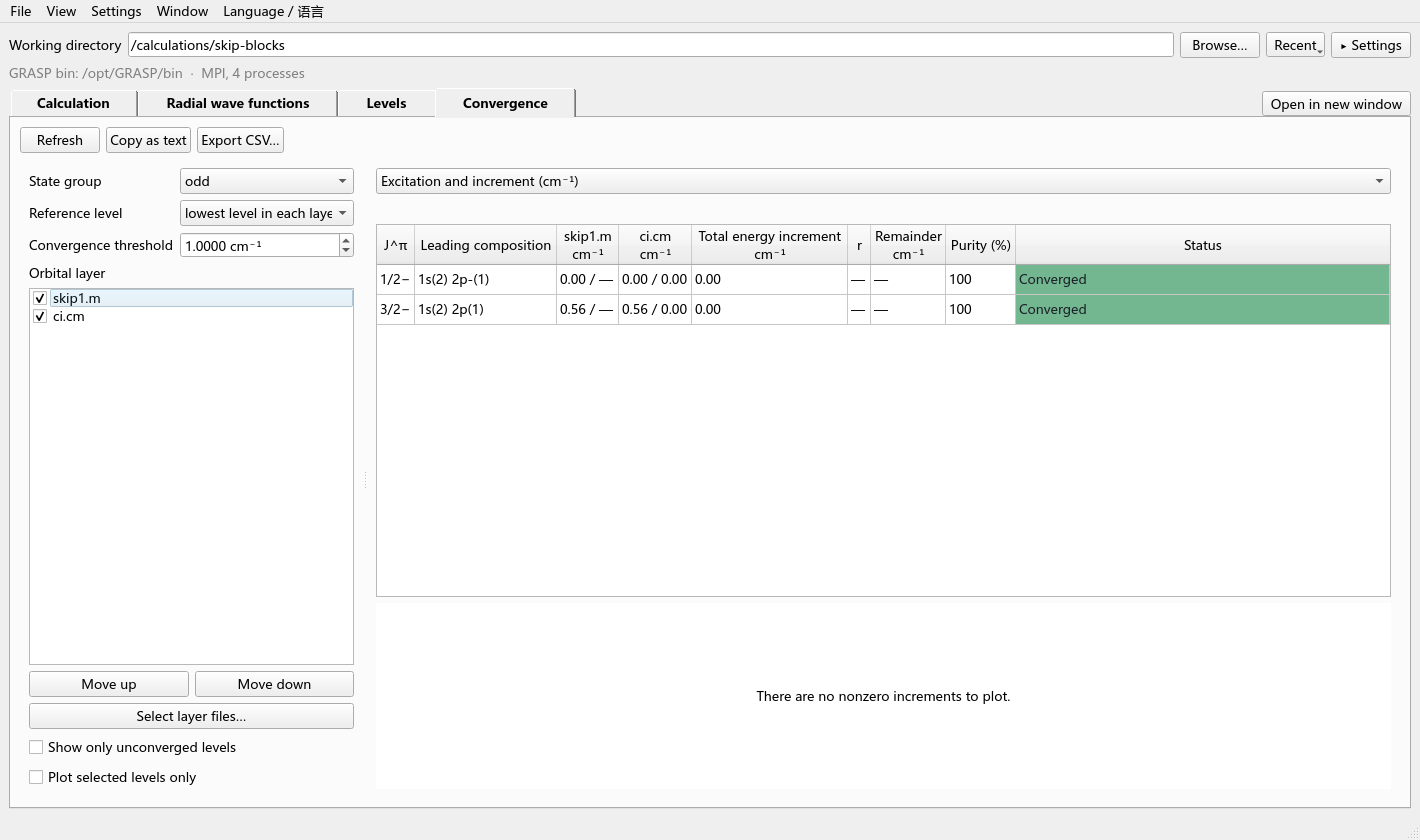 File View Settings Window Language / 语言
Working directory /calculations/skip-blocks Browse... Recent ▸ Settings
GRASP bin: /opt/GRASP/bin · MPI, 4 processes
Calculation Radial wave functions Levels Convergence Open in new window
Refresh Copy as text Export CSV...
State group odd
Reference level lowest level in each laye
Convergence threshold 1.0000 cm⁻¹
Orbital layer
skip1.m
ci.cm
Move up Move down
Select layer files...
Show only unconverged levels
Plot selected levels only
Excitation and increment (cm⁻¹)
J^π Leading composition skip1.m cm⁻¹ ci.cm cm⁻¹ Total energy increment cm⁻¹ r Remainder cm⁻¹ Purity (%) Status
1/2− 1s(2) 2p-(1) 0.00 / — 0.00 / 0.00 0.00 — — 100 Converged
3/2− 1s(2) 2p(1) 0.56 / — 0.56 / 0.00 0.00 — — 100 Converged
There are no nonzero increments to plot.